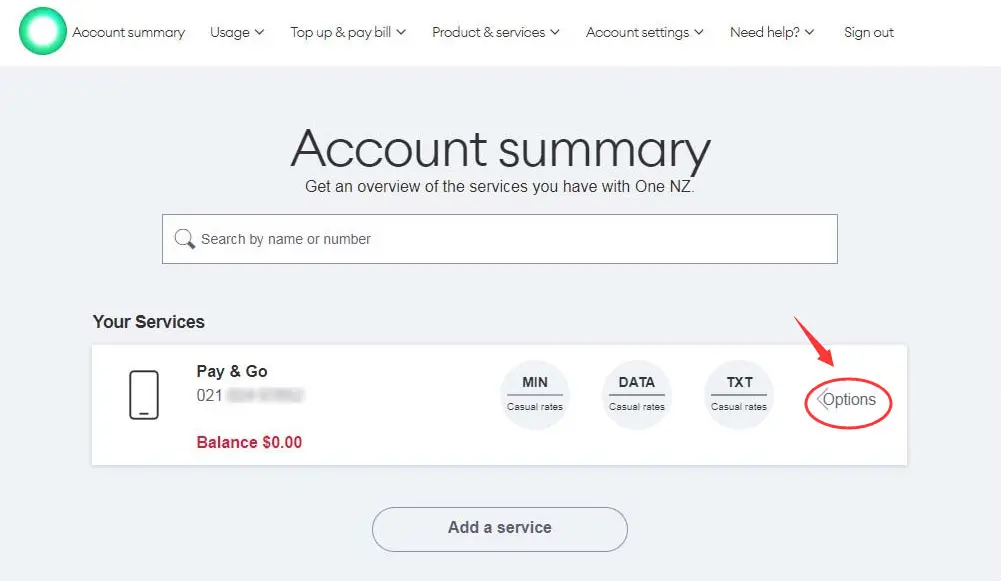 Account summary Usage Top up & pay bill Product & services Account settings Need help? Sign out
Account summary
Get an overview of the services you have with One NZ.
Search by name or number
Your Services
Pay & Go
021
Balance $0.00
MIN
Casual rates
DATA
Casual rates
TXT
Casual rates
Options
Add a service